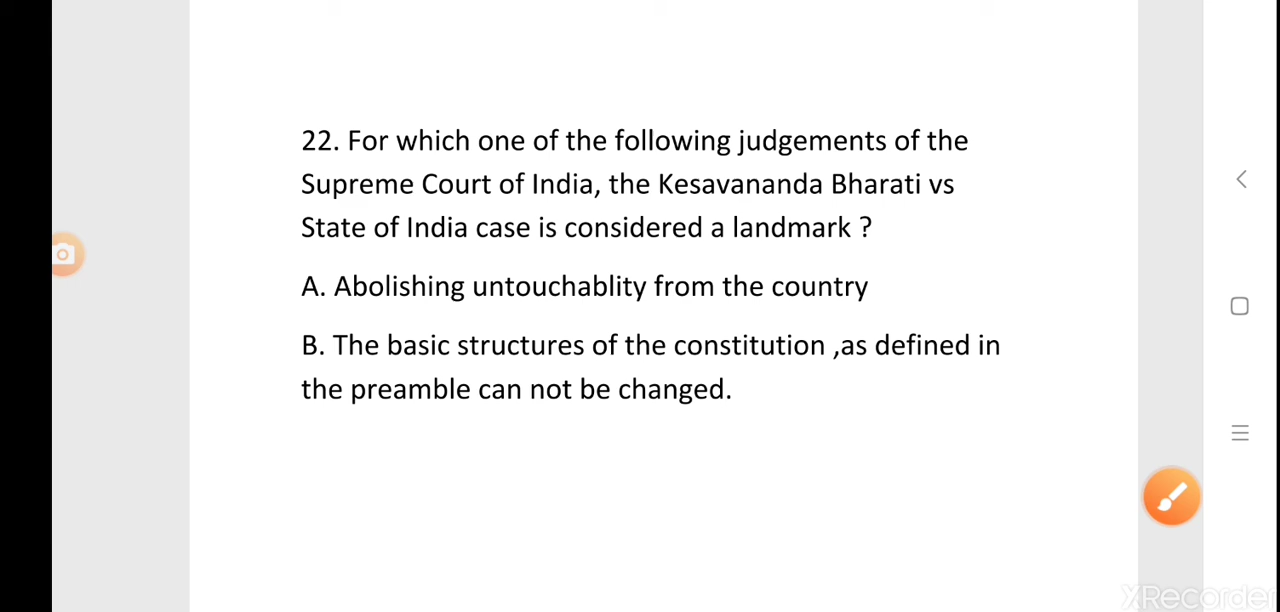 22. For which one of the following judgements of the
Supreme Court of India, the Kesavananda Bharati vs
State of India case is considered a landmark ?
A. Abolishing untouchablity from the country
B. The basic structures of the constitution ,as defined in
the preamble can not be changed.
XRecorder